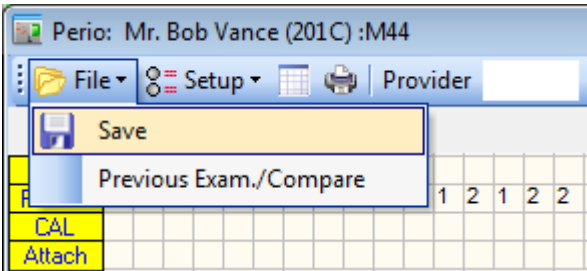 Perio: Mr. Bob Vance (201C) :M44
File Setup Provider
Save
Previous Exam./Compare
1 2 1 2 2
CAL
Attach